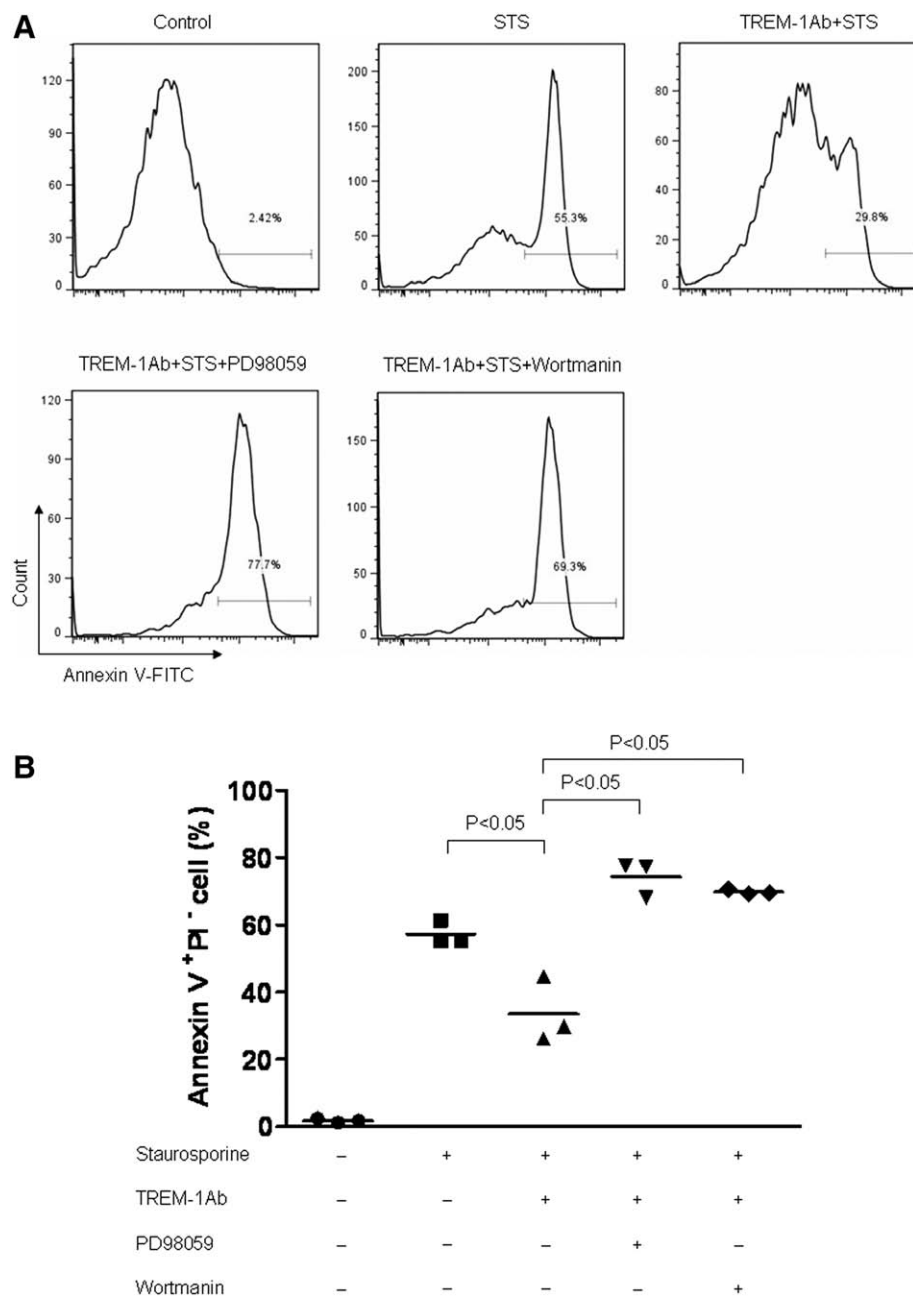 A
Control
STS
TREM-1Ab+STS
120
90
60
30
0
2.42%
200
150
100
50
0
55.3%
80
60
40
20
0
29.8%
TREM-1Ab+STS+PD98059
TREM-1Ab+STS+Wortmanin
120
90
60
30
0
77.7%
150
100
50
0
69.3%
Count
Annexin V-FITC
B
P<0.05
P<0.05
P<0.05
Annexin V +PI - cell (%)
100
80
60
40
20
0
Staurosporine – + + + +
TREM-1Ab – – + + +
PD98059 – – – + –
Wortmanin – – – – +